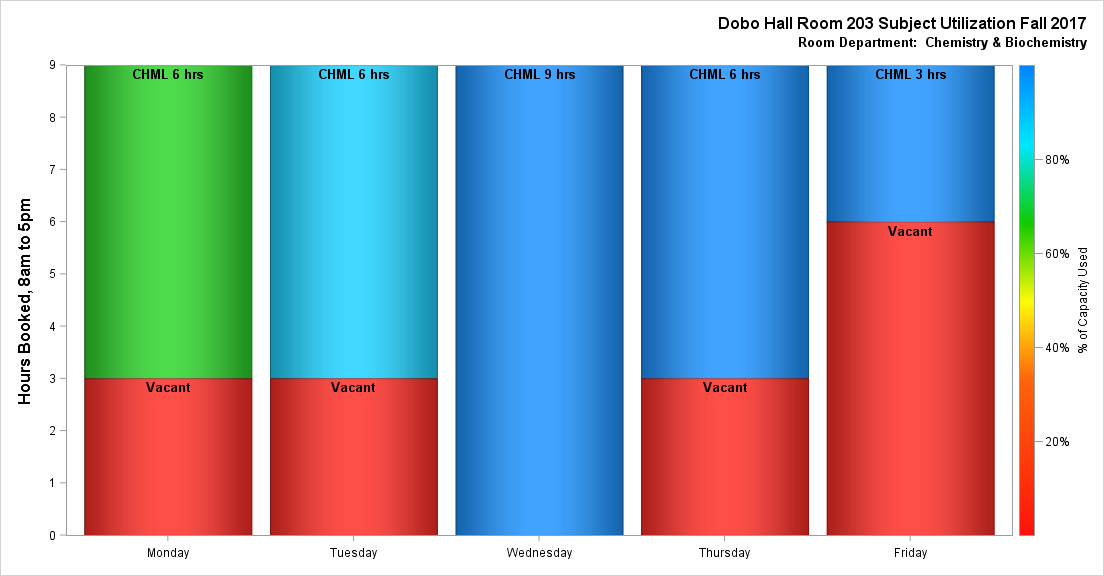 Dobo Hall Room 203 Subject Utilization Fall 2017
Room Department:  Chemistry & Biochemistry
Hours Booked, 8am to 5pm
9
8
7
6
5
4
3
2
1
0
CHML 6 hrs
Vacant
CHML 6 hrs
Vacant
CHML 9 hrs
CHML 6 hrs
Vacant
CHML 3 hrs
Vacant
Monday
Tuesday
Wednesday
Thursday
Friday
80%
60%
40%
20%
% of Capacity Used